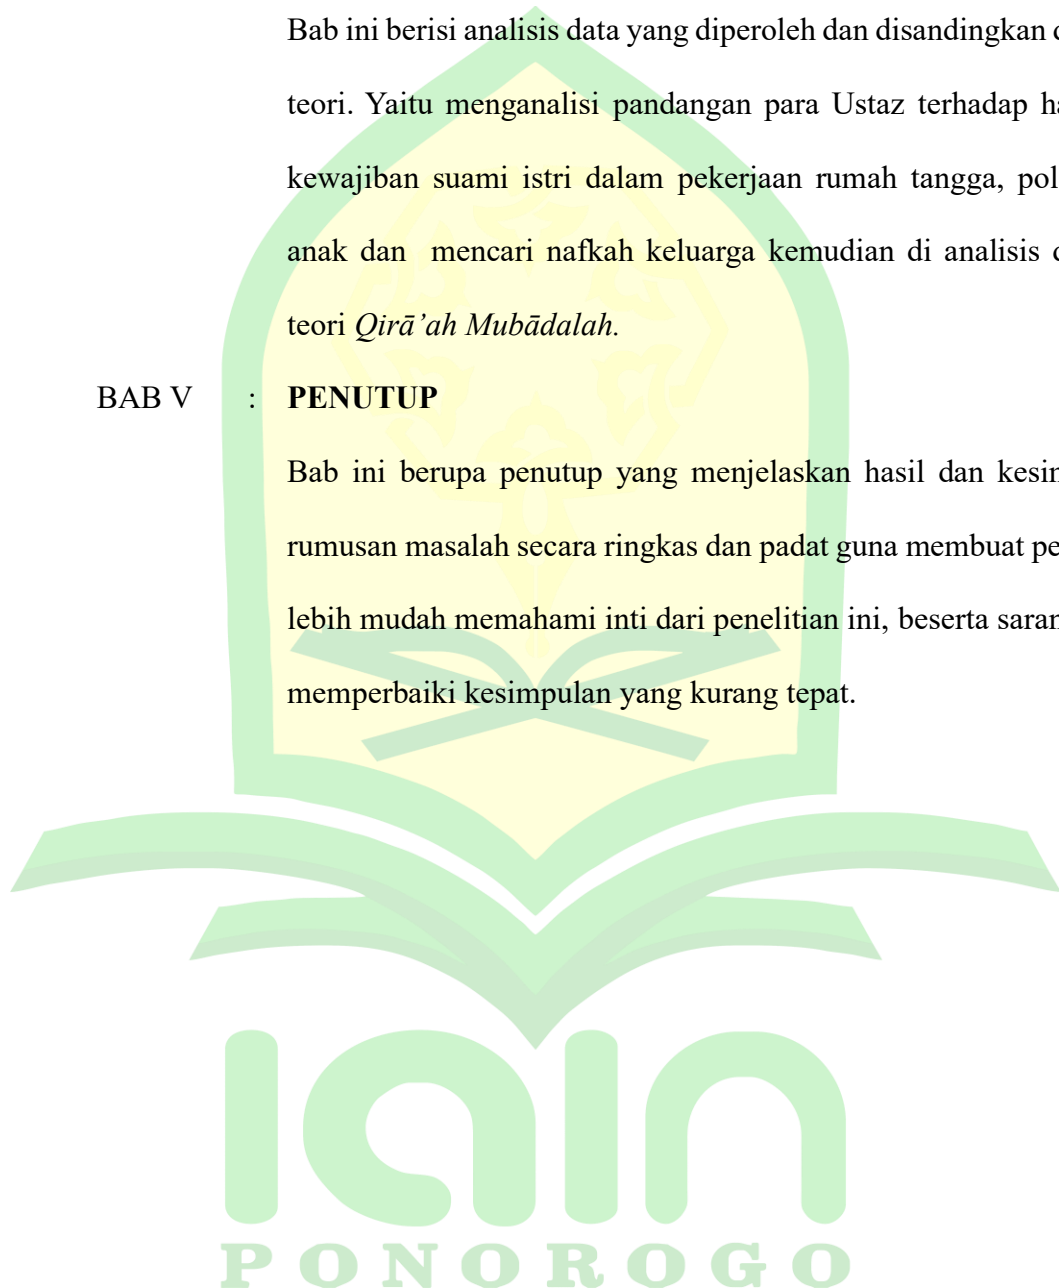 Bab ini berisi analisis data yang diperoleh dan disandingkan
teori. Yaitu menganalisi pandangan para Ustaz terhadap
kewajiban suami istri dalam pekerjaan rumah tangga,
anak dan mencari nafkah keluarga kemudian di analisis
teori Qirā’ah Mubādalah.
BAB V : PENUTUP
Bab ini berupa penutup yang menjelaskan hasil dan
rumusan masalah secara ringkas dan padat guna membuat
lebih mudah memahami inti dari penelitian ini, beserta saran
memperbaiki kesimpulan yang kurang tepat.
IAIN
PONOROGO